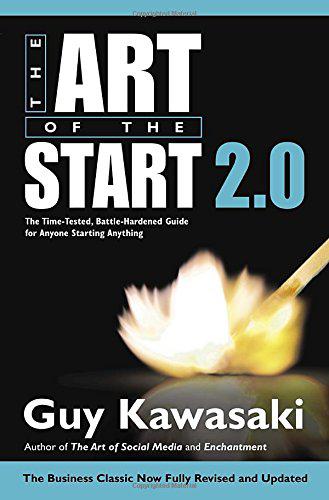 THE
ART
OF THE
START 2.0
The Time-Tested, Battle-Hardened Guide
for Anyone Starting Anything
Guy Kawasaki
Author of The Art of Social Media and Enchantment
The Business Classic Now Fully Revised and Updated